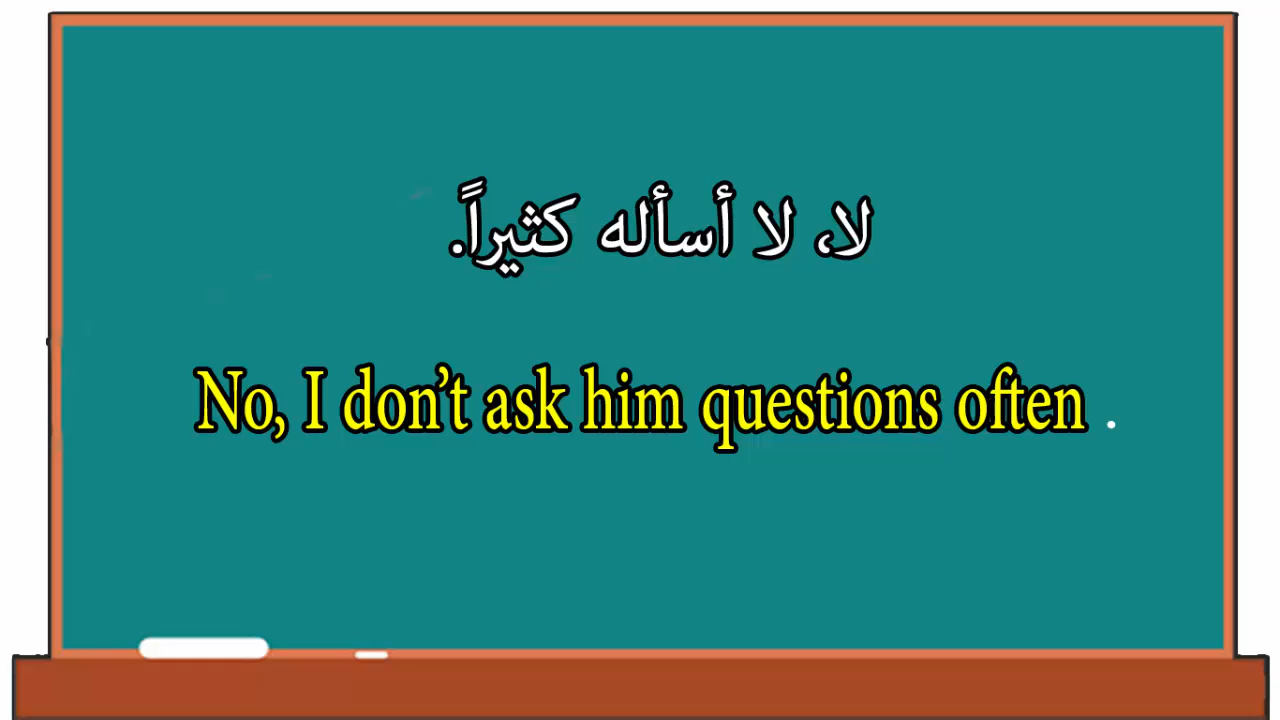 لا، لا أسأله كثيراً.
No, I don't ask him questions often .